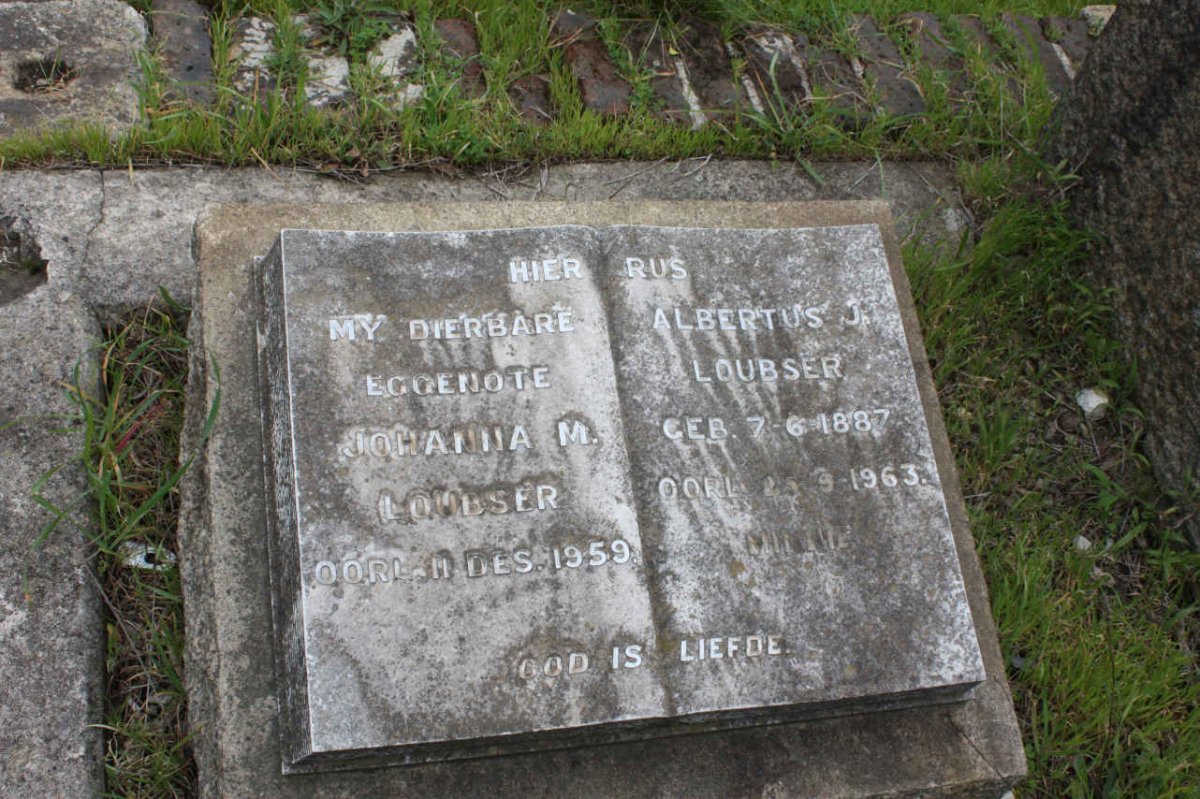 HIER RUS
MY DIERBARE
EGGENOTE
JOHANNA M.
LOUBSER
OORL. 11 DES. 1959.
ALBERTUS J.
LOUBSER
GEB. 7-6-1887
OORL. 9-1963.
GOD IS LIEFDE.